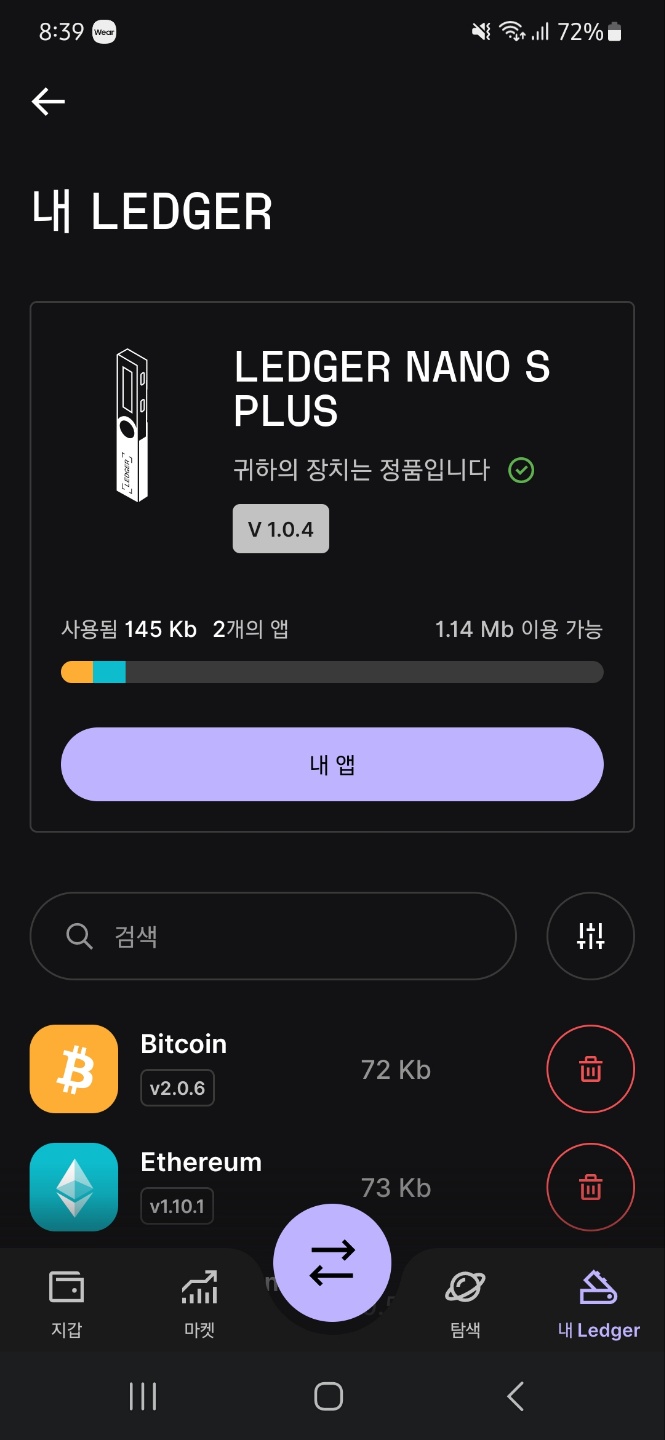 8:39 Wear 72%
내 LEDGER
LEDGER NANO S
PLUS
귀하의 장치는 정품입니다
V 1.0.4
사용됨 145 Kb 2개의 앱 1.14 Mb 이용 가능
내 앱
검색
Bitcoin
v2.0.6
72 Kb
Ethereum
v1.10.1
73 Kb
지갑 마켓 탐색 내 Ledger